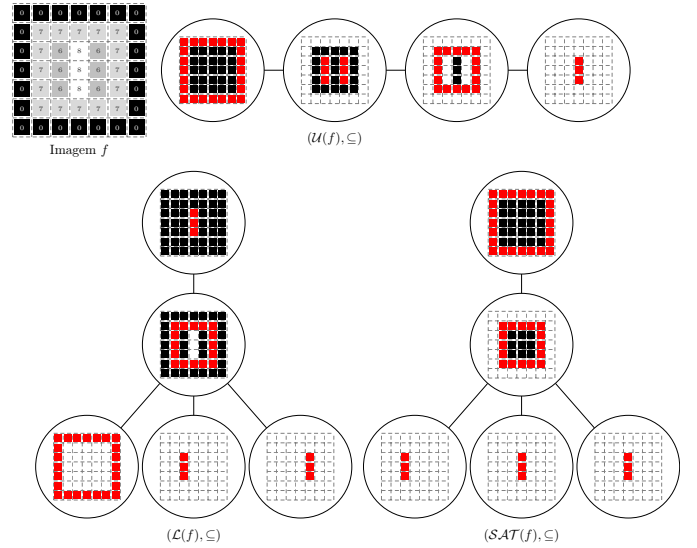 0 0 0 0 0 0 0
0 7 7 7 7 7 0
0 7 6 8 6 7 0
0 7 6 8 6 7 0
0 7 6 8 6 7 0
0 7 7 7 7 7 0
0 0 0 0 0 0 0
Imagem f
(𝒰(f), ⊆)
(ℒ(f), ⊆)
(𝒮𝒜𝒯(f), ⊆)